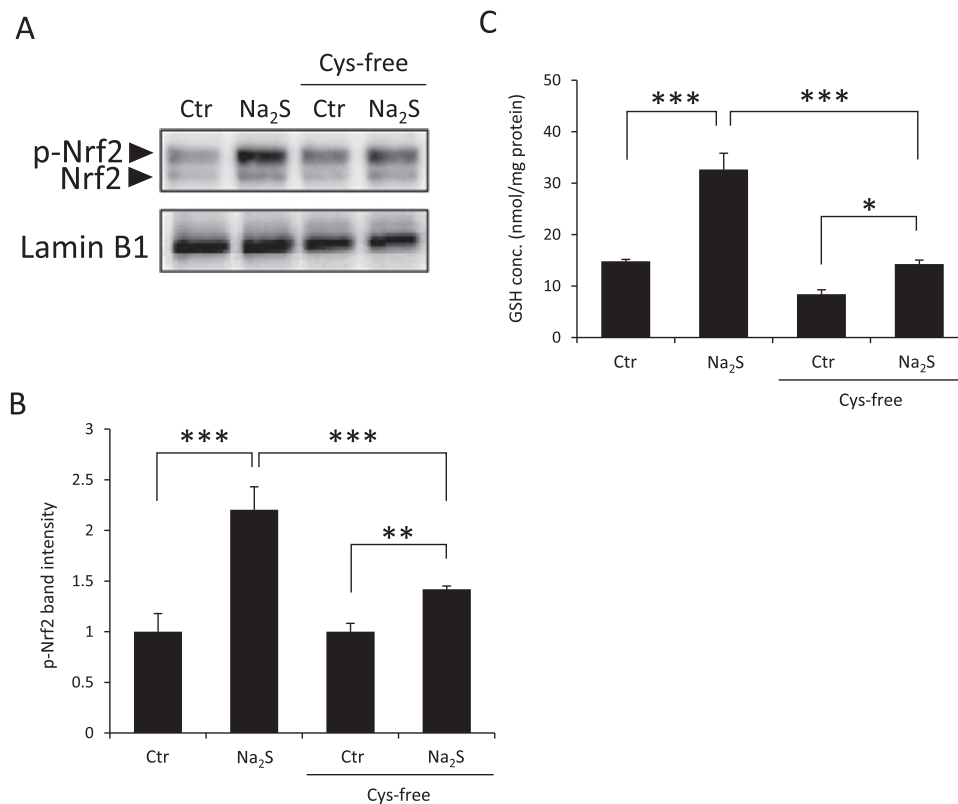 A
Cys-free
Ctr Na₂S Ctr Na₂S
p-Nrf2
Nrf2
Lamin B1
B
3
2.5
2
1.5
1
0.5
0
p-Nrf2 band intensity
***
***
**
Ctr Na₂S Ctr Na₂S
Cys-free
C
50
40
30
20
10
0
GSH conc. (nmol/mg protein)
***
***
*
Ctr Na₂S Ctr Na₂S
Cys-free